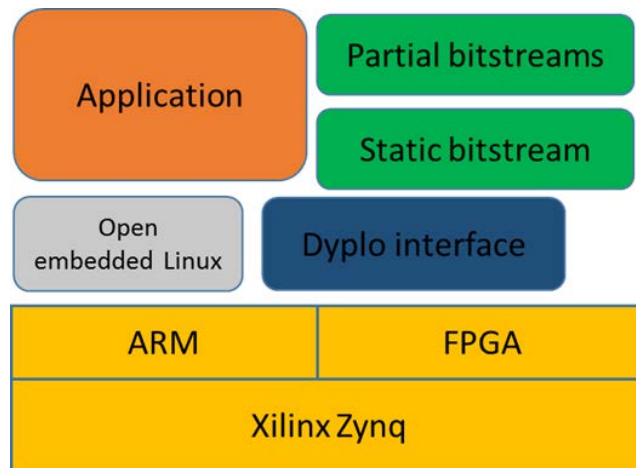 Application
Partial bitstreams
Static bitstream
Open
embedded Linux
Dyplo interface
ARM
FPGA
Xilinx Zynq